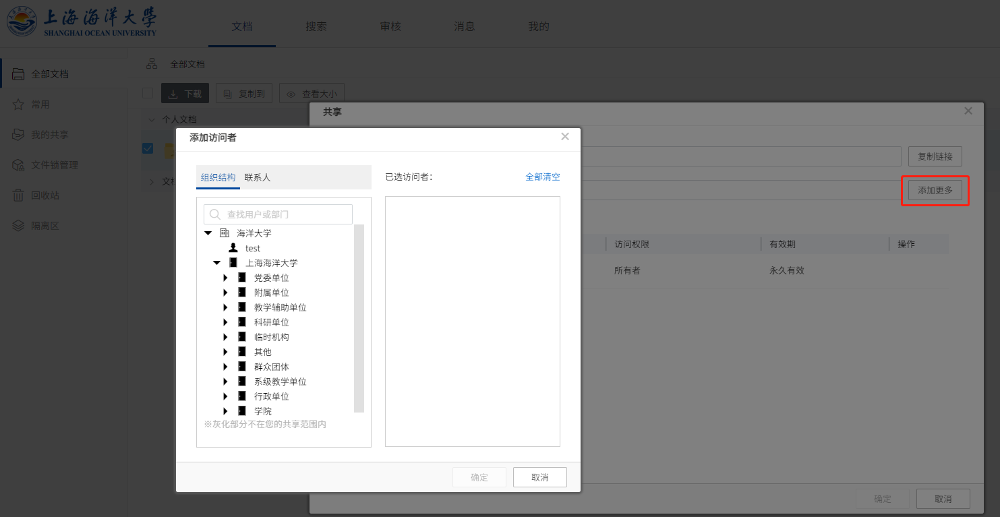 上海海洋大學
SHANGHAI OCEAN UNIVERSITY
文档 搜索 审核 消息 我的
全部文档
常用
我的共享
文件锁管理
回收站
隔离区
全部文档
下载 复制到 查看大小
个人文档
共享
复制链接
添加更多
访问权限 有效期 操作
所有者 永久有效
确定 取消
添加访问者
组织结构 联系人
查找用户或部门
海洋大学
test
上海海洋大学
党委单位
附属单位
教学辅助单位
科研单位
临时机构
其他
群众团体
系级教学单位
行政单位
学院
※灰化部分不在您的共享范围内
已选访问者： 全部清空
确定 取消